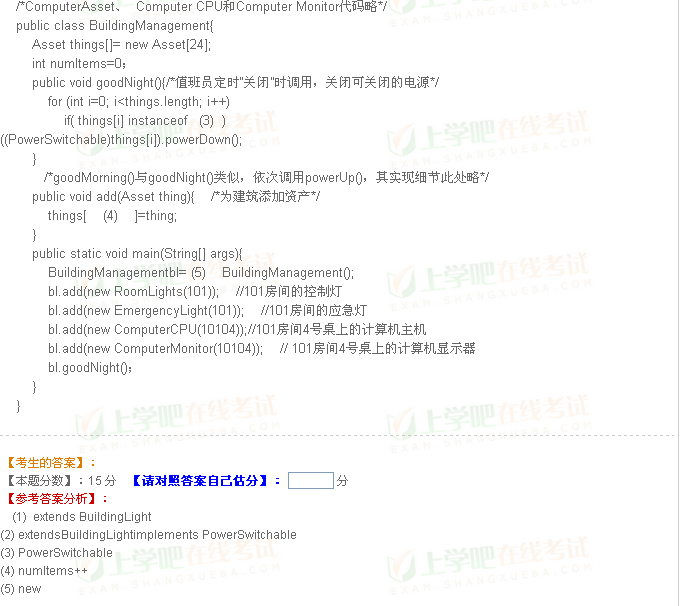 /*ComputerAsset、 Computer CPU和Computer Monitor代码略*/
public class BuildingManagement{
Asset things[]= new Asset[24];
int numItems=0;
public void goodNight(){/*值班员定时"关闭"时调用，关闭可关闭的电源*/
for (int i=0; i<things.length; i++)
if( things[i] instanceof (3) )
((PowerSwitchable)things[i]).powerDown();
}
/*goodMorning()与goodNight()类似，依次调用powerUp()，其实现细节此处略*/
public void add(Asset thing){ /*为建筑添加资产*/
things[ (4) ]=thing;
}
public static void main(String[] args){
BuildingManagementbl= (5) BuildingManagement();
bl.add(new RoomLights(101)); //101房间的控制灯
bl.add(new EmergencyLight(101)); //101房间的应急灯
bl.add(new ComputerCPU(10104));//101房间4号桌上的计算机主机
bl.add(new ComputerMonitor(10104)); // 101房间4号桌上的计算机显示器
bl.goodNight();
}
}
【考生的答案】：
【本题分数】：15分 【请对照答案自己估分】： 分
【参考答案分析】：
(1) extends BuildingLight
(2) extendsBuildingLightimplements PowerSwitchable
(3) PowerSwitchable
(4) numItems++
(5) new
上学吧在线考试
EXAM.SHANGXUEBA.COM